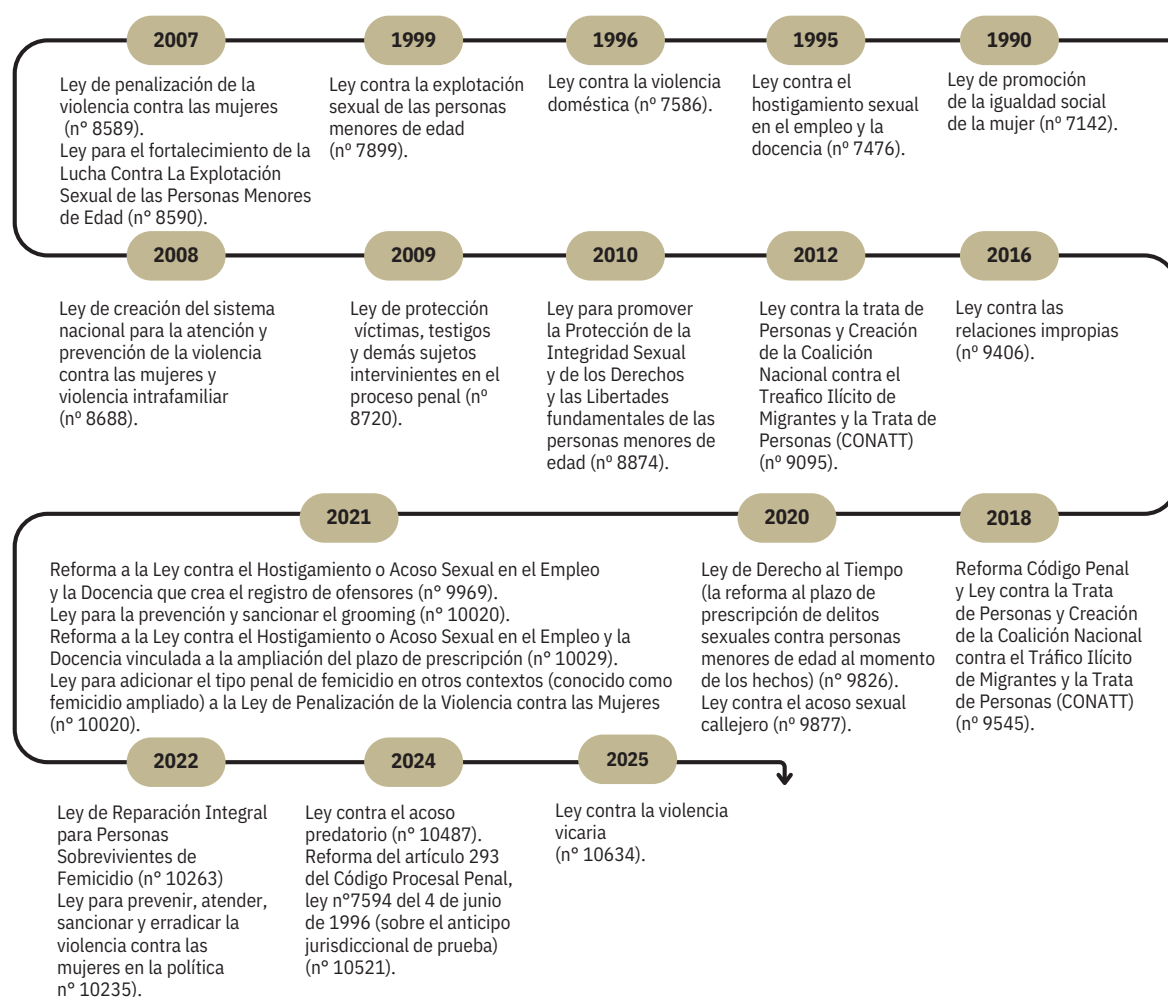 2007
Ley de penalización de la
violencia contra las mujeres
(n° 8589).
Ley para el fortalecimiento de la
Lucha Contra La Explotación
Sexual de las Personas Menores
de Edad (n° 8590).
1999
Ley contra la explotación
sexual de las personas
menores de edad
(nº 7899).
1996
Ley contra la violencia
doméstica (nº 7586).
1995
Ley contra el
hostigamiento sexual
en el empleo y la
docencia (nº 7476).
1990
Ley de promoción
de la igualdad social
de la mujer (nº 7142).
2008
Ley de creación del sistema
nacional para la atención y
prevención de la violencia
contra las mujeres y
violencia intrafamiliar
(nº 8688).
2009
Ley de protección
víctimas, testigos
y demás sujetos
intervinientes en el
proceso penal (nº
8720).
2010
Ley para promover
la Protección de la
Integridad Sexual
y de los Derechos
y las Libertades
fundamentales de las
personas menores de
edad (nº 8874).
2012
Ley contra la trata de
Personas y Creación
de la Coalición
Nacional contra el
Treafico Ilícito de
Migrantes y la Trata de
Personas (CONATT)
(nº 9095).
2016
Ley contra las
relaciones impropias
(nº 9406).
2021
Reforma a la Ley contra el Hostigamiento o Acoso Sexual en el Empleo
y la Docencia que crea el registro de ofensores (n° 9969).
Ley para la prevención y sancionar el grooming (n° 10020).
Reforma a la Ley contra el Hostigamiento o Acoso Sexual en el Empleo y la
Docencia vinculada a la ampliación del plazo de prescripción (n° 10029).
Ley para adicionar el tipo penal de femicidio en otros contextos (conocido como
femicidio ampliado) a la Ley de Penalización de la Violencia contra las Mujeres
(n° 10020).
2020
Ley de Derecho al Tiempo
(la reforma al plazo de
prescripción de delitos
sexuales contra personas
menores de edad al momento
de los hechos) (n° 9826).
Ley contra el acoso sexual
callejero (n° 9877).
2018
Reforma Código Penal
y Ley contra la Trata
de Personas y Creación
de la Coalición Nacional
contra el Tráfico Ilícito
de Migrantes y la Trata
de Personas (CONATT)
(nº 9545).
2022
Ley de Reparación Integral
para Personas
Sobrevivientes de
Femicidio (n° 10263)
Ley para prevenir, atender,
sancionar y erradicar la
violencia contra las
mujeres en la política
n° 10235).
2024
Ley contra el acoso
predatorio (n° 10487).
Reforma del artículo 293
del Código Procesal Penal,
ley n°7594 del 4 de junio
de 1996 (sobre el anticipo
jurisdiccional de prueba)
(n° 10521).
2025
Ley contra la violencia
vicaria
(n° 10634).